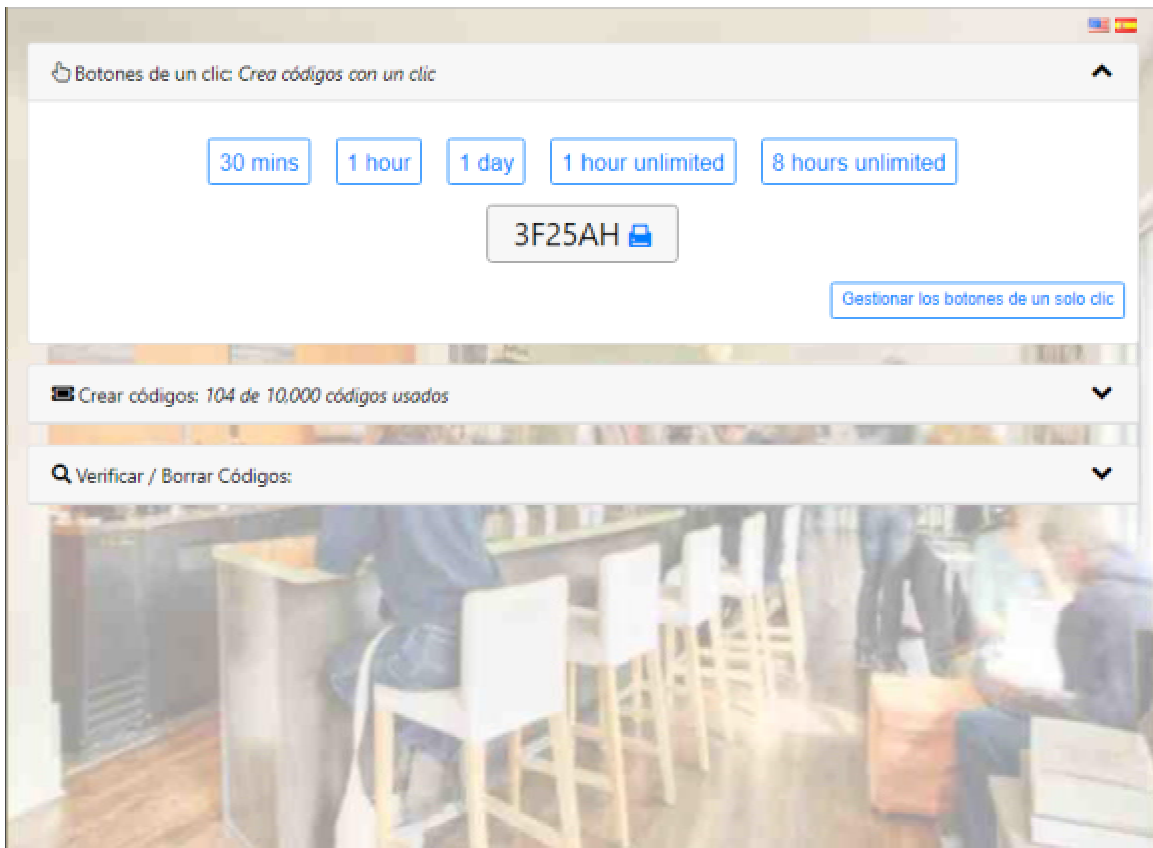 Botones de un clic: Crea códigos con un clic
30 mins 1 hour 1 day 1 hour unlimited 8 hours unlimited
3F25AH
Gestionar los botones de un solo clic
Crear códigos: 104 de 10,000 códigos usados
Verificar / Borrar Códigos: